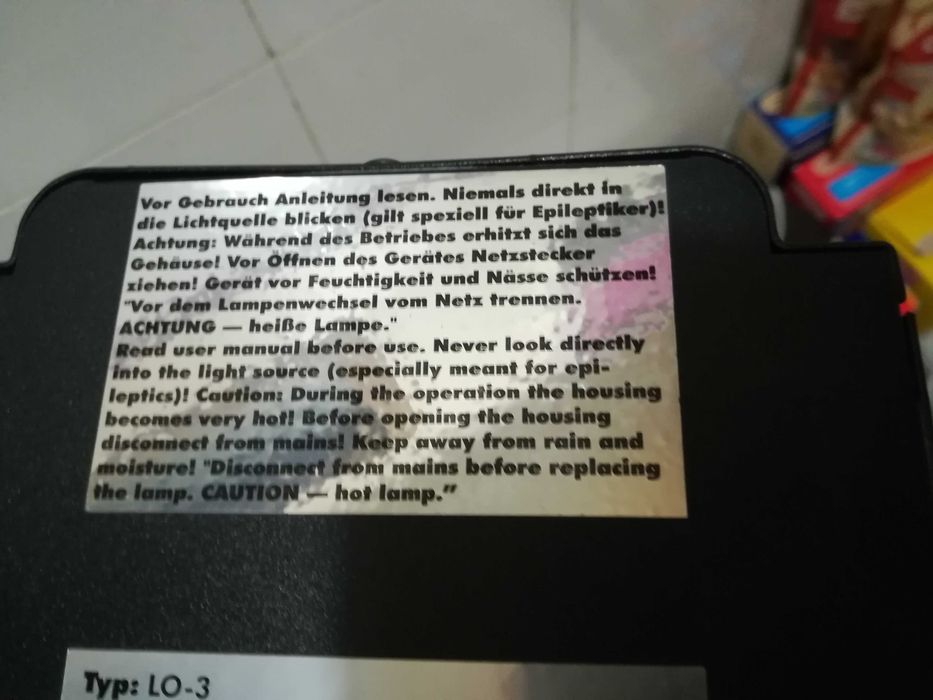 Vor Gebrauch Anleitung lesen. Niemals direkt in
die Lichtquelle blicken (gilt speziell für Epileptiker)!
Achtung: Während des Betriebes erhitzt sich das
Gehäuse! Vor Öffnen des Gerätes Netzstecker
ziehen! Gerät vor Feuchtigkeit und Nässe schützen!
"Vor dem Lampenwechsel vom Netz trennen.
ACHTUNG — heiße Lampe."
Read user manual before use. Never look directly
into the light source (especially meant for epi-
leptics)! Caution: During the operation the housing
becomes very hot! Before opening the housing
disconnect from mains! Keep away from rain and
moisture! "Disconnect from mains before replacing
the lamp. CAUTION — hot lamp."
Typ: LO-3